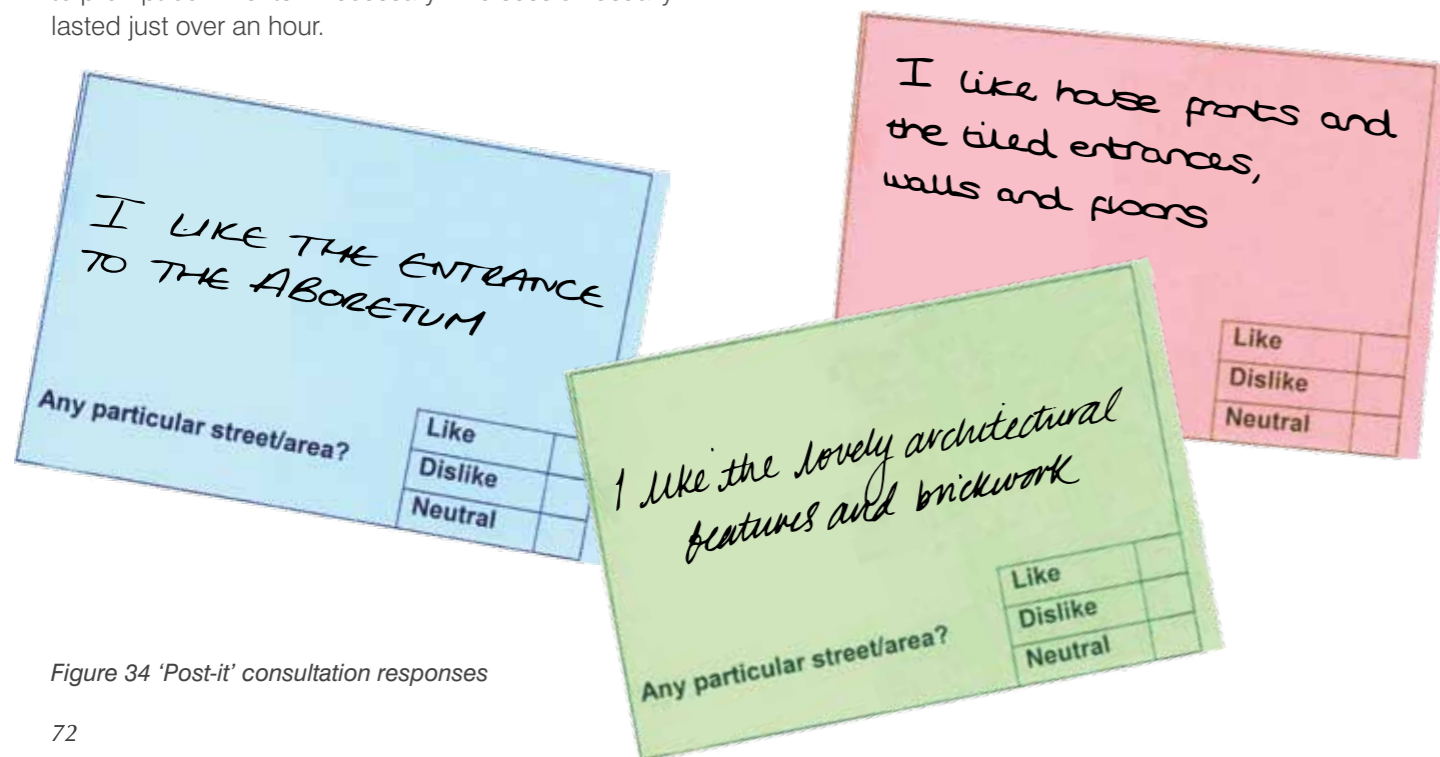 lasted just over an hour.
I LIKE THE ENTRANCE
TO THE ABORETUM
Any particular street/area?
Like
Dislike
Neutral
I like house fronts and
the tiled entrances,
walls and floors
Like
Dislike
Neutral
I like the lovely architectural
features and brickwork
Any particular street/area?
Like
Dislike
Neutral
Figure 34 'Post-it' consultation responses
72